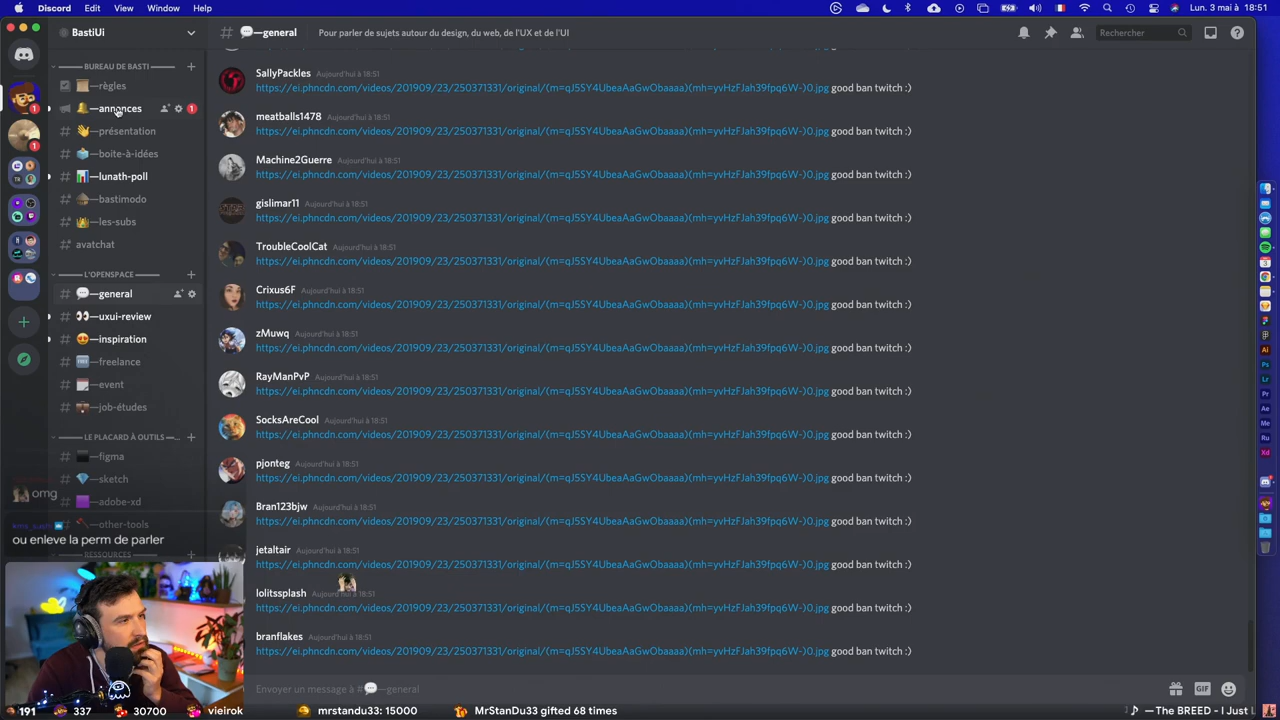 Discord Edit View Window Help
Lun. 3 mai à 18:51
BastiUi
💬—general Pour parler de sujets autour du design, du web, de l'UX et de l'UI
Rechercher
BUREAU DE BASTI
—règles
—annonces 1
—présentation
—boite-à-idées
—lunath-poll
—bastimodo
—les-subs
avatchat
L'OPENSPACE
—general
—uxui-review
—inspiration
—freelance
—event
—job-études
LE PLACARD À OUTILS —...
—figma
—sketch
—adobe-xd
—other-tools
RESSOURCES
omg
ou enleve la perm de parler
SallyPackles Aujourd'hui à 18:51
https://ei.phncdn.com/videos/201909/23/250371331/original/(m=qJ5SY4UbeaAaGwObaaaa)(mh=yvHzFJah39fpq6W-)0.jpg good ban twitch :)
meatballs1478 Aujourd'hui à 18:51
https://ei.phncdn.com/videos/201909/23/250371331/original/(m=qJ5SY4UbeaAaGwObaaaa)(mh=yvHzFJah39fpq6W-)0.jpg good ban twitch :)
Machine2Guerre Aujourd'hui à 18:51
https://ei.phncdn.com/videos/201909/23/250371331/original/(m=qJ5SY4UbeaAaGwObaaaa)(mh=yvHzFJah39fpq6W-)0.jpg good ban twitch :)
gislimar11 Aujourd'hui à 18:51
https://ei.phncdn.com/videos/201909/23/250371331/original/(m=qJ5SY4UbeaAaGwObaaaa)(mh=yvHzFJah39fpq6W-)0.jpg good ban twitch :)
TroubleCoolCat Aujourd'hui à 18:51
https://ei.phncdn.com/videos/201909/23/250371331/original/(m=qJ5SY4UbeaAaGwObaaaa)(mh=yvHzFJah39fpq6W-)0.jpg good ban twitch :)
Crixus6F Aujourd'hui à 18:51
https://ei.phncdn.com/videos/201909/23/250371331/original/(m=qJ5SY4UbeaAaGwObaaaa)(mh=yvHzFJah39fpq6W-)0.jpg good ban twitch :)
zMuwq Aujourd'hui à 18:51
https://ei.phncdn.com/videos/201909/23/250371331/original/(m=qJ5SY4UbeaAaGwObaaaa)(mh=yvHzFJah39fpq6W-)0.jpg good ban twitch :)
RayManPvP Aujourd'hui à 18:51
https://ei.phncdn.com/videos/201909/23/250371331/original/(m=qJ5SY4UbeaAaGwObaaaa)(mh=yvHzFJah39fpq6W-)0.jpg good ban twitch :)
SocksAreCool Aujourd'hui à 18:51
https://ei.phncdn.com/videos/201909/23/250371331/original/(m=qJ5SY4UbeaAaGwObaaaa)(mh=yvHzFJah39fpq6W-)0.jpg good ban twitch :)
pjonteg Aujourd'hui à 18:51
https://ei.phncdn.com/videos/201909/23/250371331/original/(m=qJ5SY4UbeaAaGwObaaaa)(mh=yvHzFJah39fpq6W-)0.jpg good ban twitch :)
Bran123bjw Aujourd'hui à 18:51
https://ei.phncdn.com/videos/201909/23/250371331/original/(m=qJ5SY4UbeaAaGwObaaaa)(mh=yvHzFJah39fpq6W-)0.jpg good ban twitch :)
jetaltair Aujourd'hui à 18:51
https://ei.phncdn.com/videos/201909/23/250371331/original/(m=qJ5SY4UbeaAaGwObaaaa)(mh=yvHzFJah39fpq6W-)0.jpg good ban twitch :)
lolitssplash Aujourd'hui à 18:51
https://ei.phncdn.com/videos/201909/23/250371331/original/(m=qJ5SY4UbeaAaGwObaaaa)(mh=yvHzFJah39fpq6W-)0.jpg good ban twitch :)
branflakes Aujourd'hui à 18:51
https://ei.phncdn.com/videos/201909/23/250371331/original/(m=qJ5SY4UbeaAaGwObaaaa)(mh=yvHzFJah39fpq6W-)0.jpg good ban twitch :)
Envoyer un message à #💬—general
GIF
Ai
Ps
Lr
Pr
Ae
Me
Ru
Xd
191 337 30700 vieirok mrstandu33: 15000 MrStanDu33 gifted 68 times — The BREED - I Just L